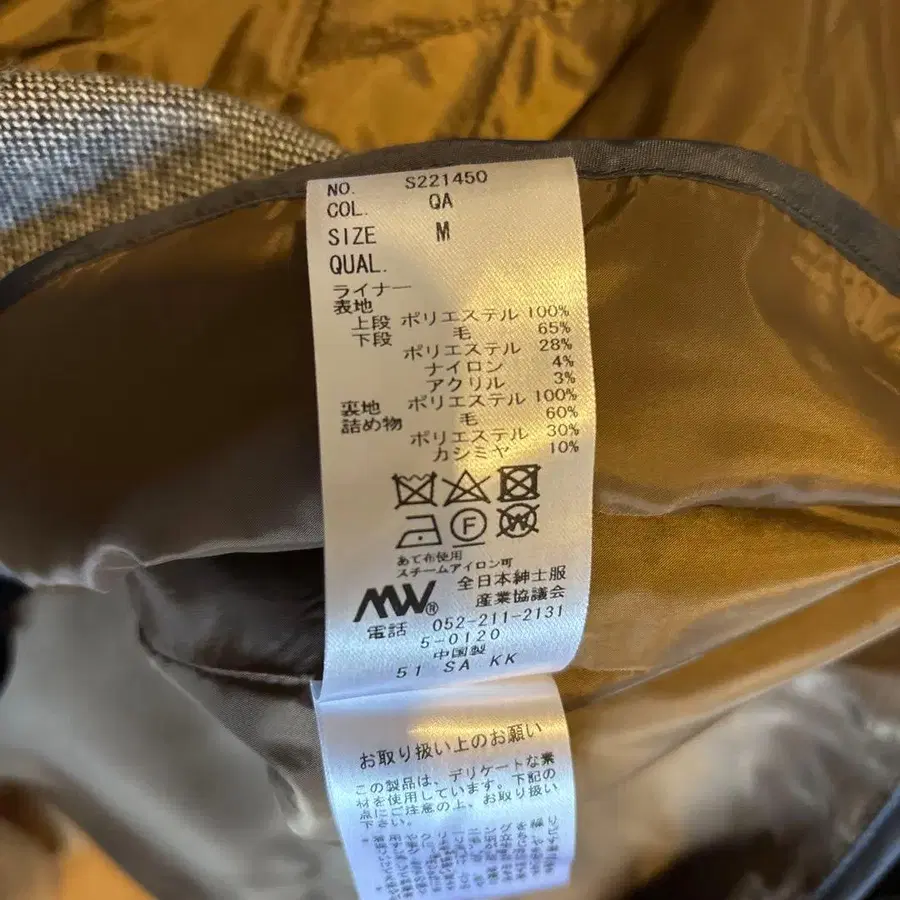 NO. S221450
COL. QA
SIZE M
QUAL.
ライナー
表地
上段 ポリエステル 100%
下段 毛 65%
ポリエステル 28%
ナイロン 4%
アクリル 3%
裏地 ポリエステル 100%
詰め物 毛 60%
ポリエステル 30%
カシミヤ 10%
F
W
あて布使用
スチームアイロン可
MW® 全日本紳士服
産業協議会
電話 052-211-2131
5-0120
中国製
51 SA KK
お取り扱い上のお願い
この製品は、デリケートな素
材を使用しています。下記の
点にご注意の上、お取り扱い
下さい。